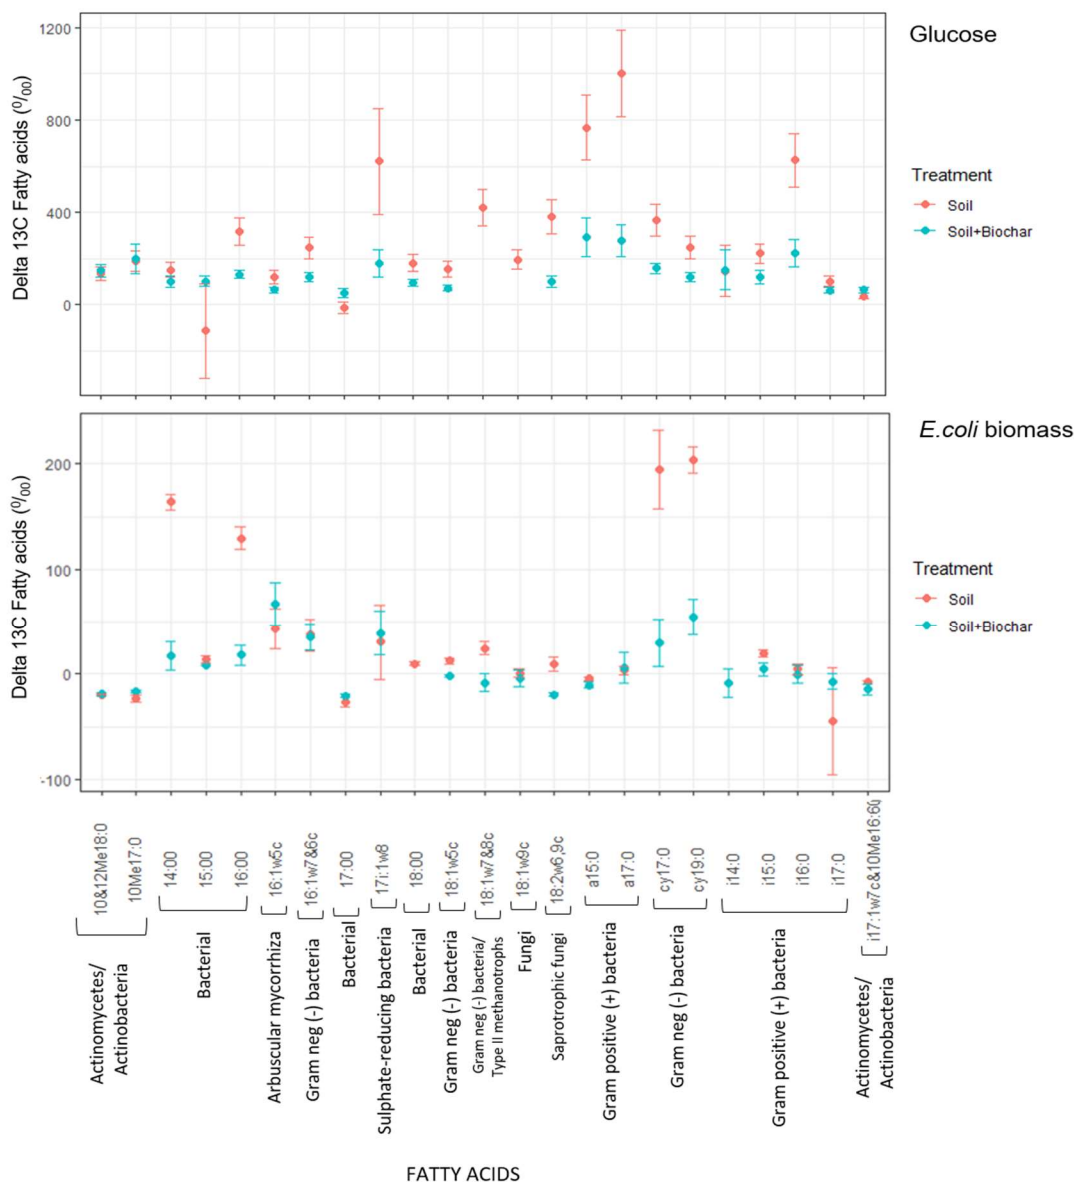 Glucose
Delta 13C Fatty acids (⁰/₀₀)
1200
800
400
0
Treatment
Soil
Soil+Biochar
E.coli biomass
Delta 13C Fatty acids (⁰/₀₀)
200
100
0
-100
Treatment
Soil
Soil+Biochar
10&12Me18:0
10Me17:0
14:00
15:00
16:00
16:1w5c
16:1w7&6c
17:00
17i:1w8
18:00
18:1w5c
18:1w7&8c
18:1w9c
18:2w6,9c
a15:0
a17:0
cy17:0
cy19:0
i14:0
i15:0
i16:0
i17:0
Actinomycetes/
Actinobacteria
Bacterial
Arbuscular mycorrhiza
Gram neg (-) bacteria
Bacterial
Sulphate-reducing bacteria
Bacterial
Gram neg (-) bacteria
Gram neg (-) bacteria/
Type II methanotrophs
Fungi
Saprotrophic fungi
Gram positive (+) bacteria
Gram neg (-) bacteria
Gram positive (+) bacteria
Actinomycetes/
Actinobacteria
FATTY ACIDS